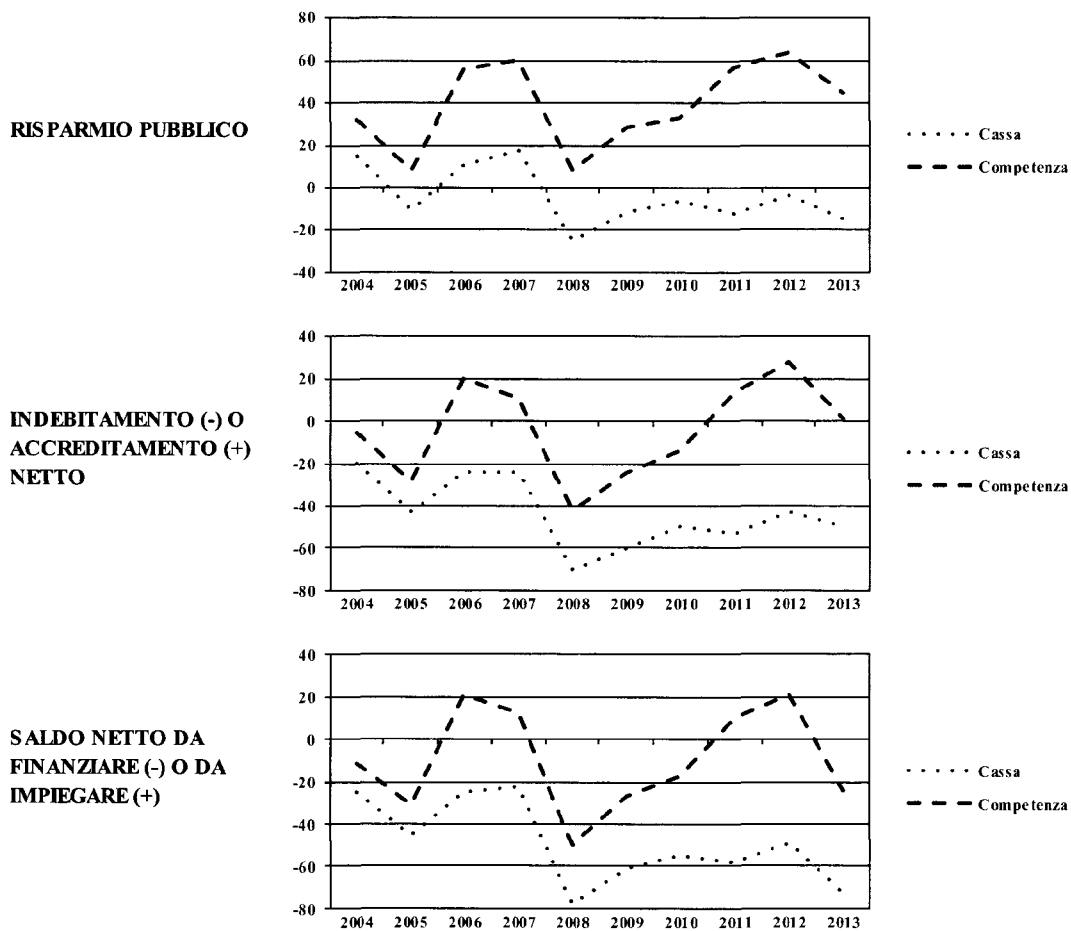 80
60
40
20
0
-20
-40
2004 2005 2006 2007 2008 2009 2010 2011 2012 2013
RISPARMIO PUBBLICO
Cassa
Competenza
40
20
0
-20
-40
-60
-80
2004 2005 2006 2007 2008 2009 2010 2011 2012 2013
INDEBITAMENTO (-) O
ACCREDITAMENTO (+)
NETTO
Cassa
Competenza
40
20
0
-20
-40
-60
-80
2004 2005 2006 2007 2008 2009 2010 2011 2012 2013
SALDO NETTO DA
FINANZIARE (-) O DA
IMPIEGARE (+)
Cassa
Competenza